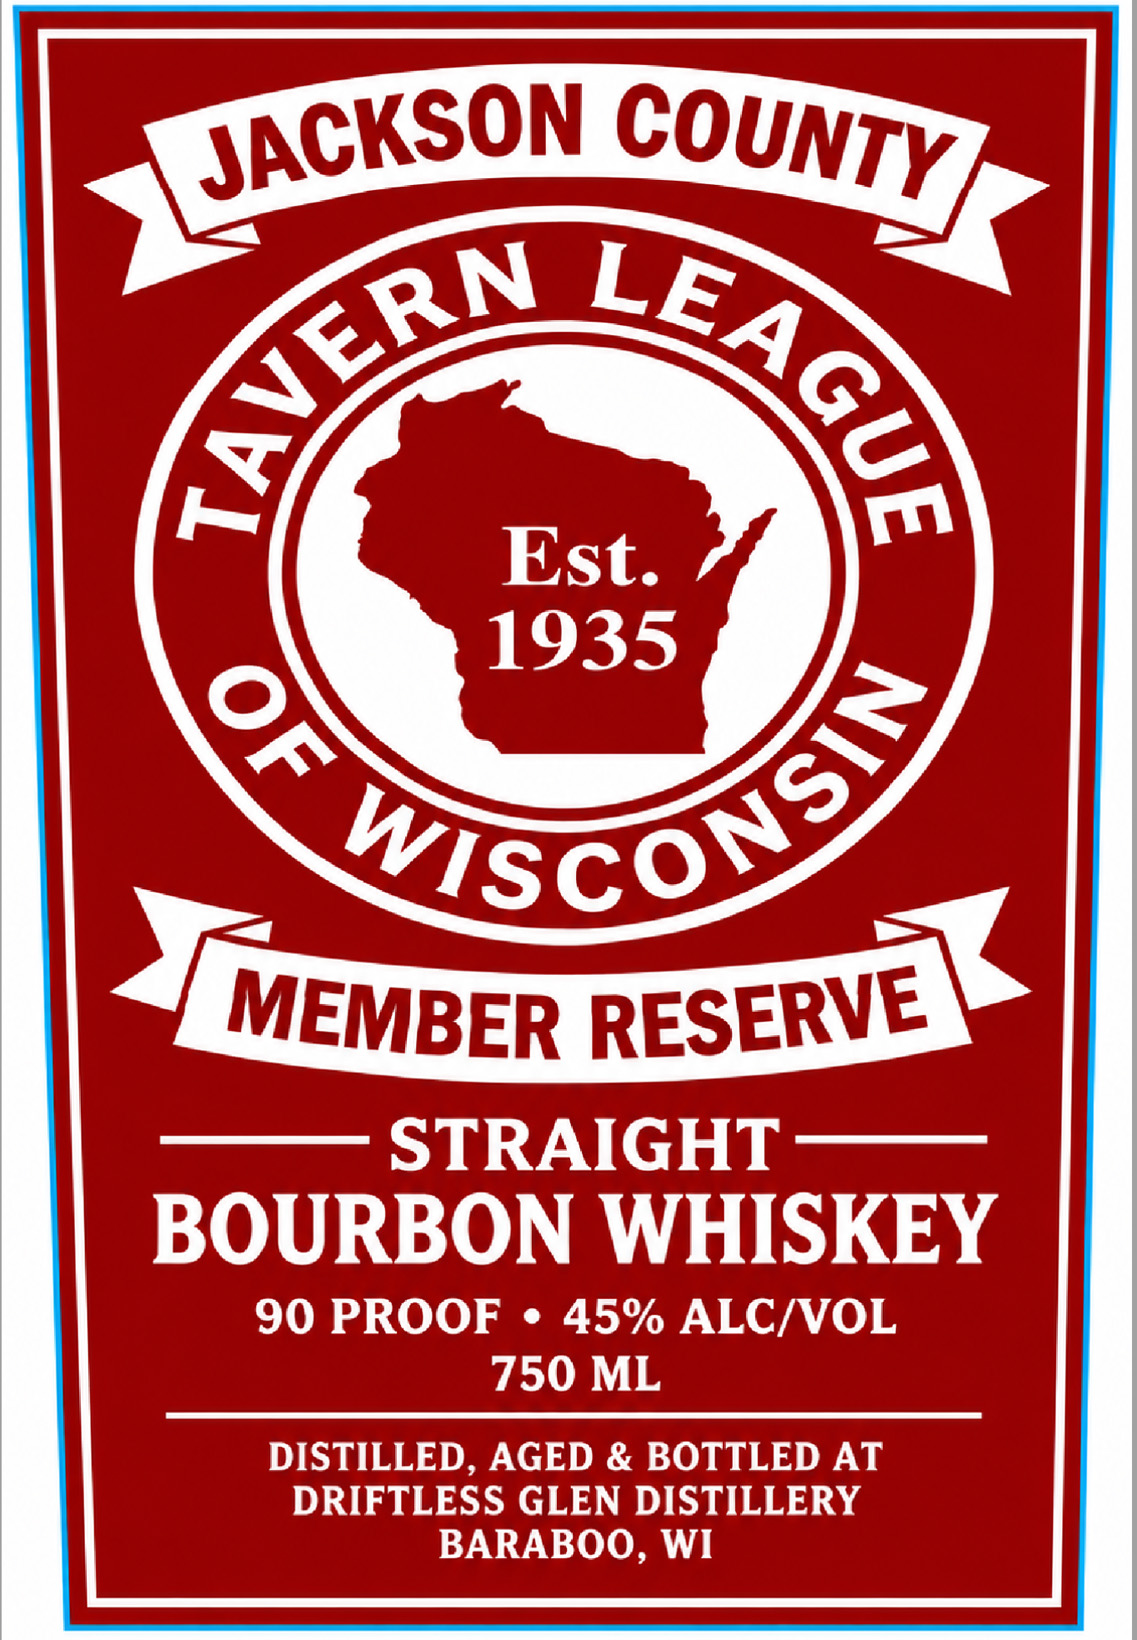 JACKSON COUNTY
TAVERN LEAGUE
Est.
1935
OF WISCONSIN
MEMBER RESERVE
STRAIGHT
BOURBON WHISKEY
90 PROOF • 45% ALC/VOL
750 ML
DISTILLED, AGED & BOTTLED AT
DRIFTLESS GLEN DISTILLERY
BARABOO, WI